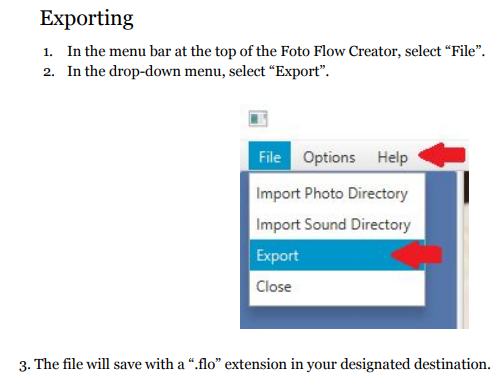 Exporting
1. In the menu bar at the top of the Foto Flow Creator, select “File”.
2. In the drop-down menu, select “Export”.
File Options Help
Import Photo Directory
Import Sound Directory
Export
Close
3. The file will save with a “.flo” extension in your designated destination.